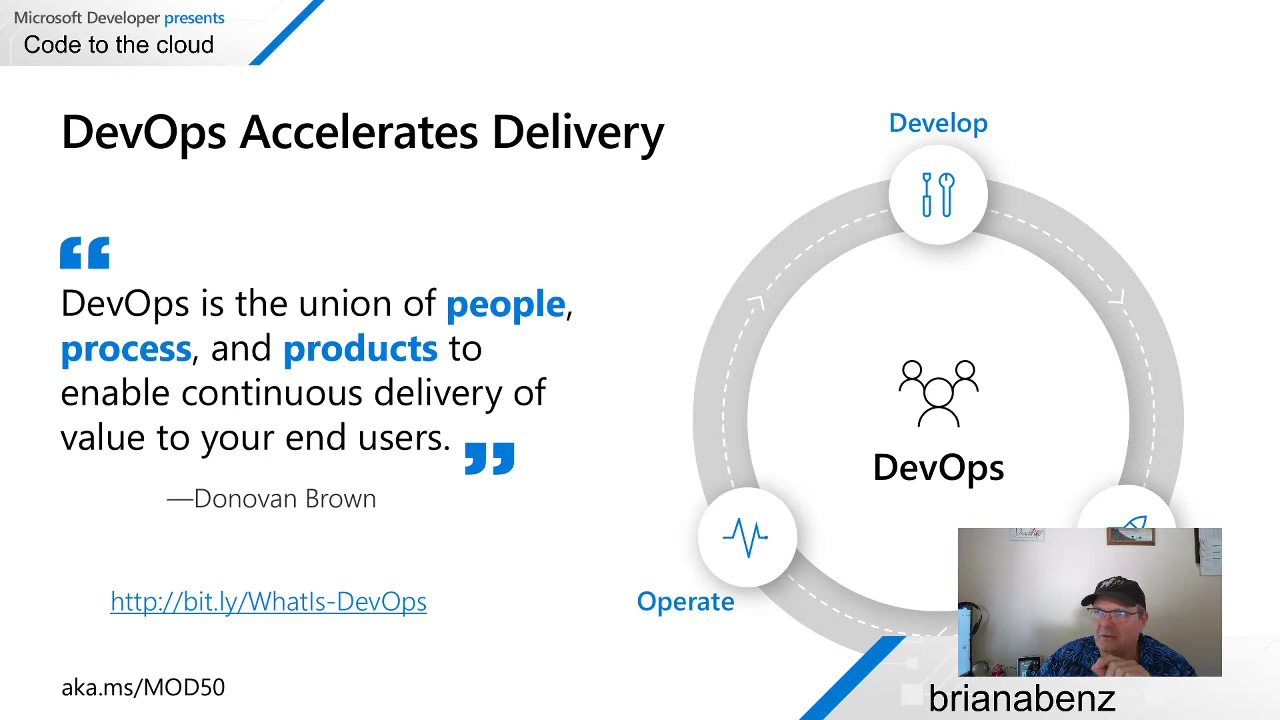 Microsoft Developer presents
Code to the cloud
DevOps Accelerates Delivery
Develop
“
DevOps is the union of people,
process, and products to
enable continuous delivery of
value to your end users. ”
—Donovan Brown
DevOps
Operate
http://bit.ly/WhatIs-DevOps
aka.ms/MOD50
brianabenz